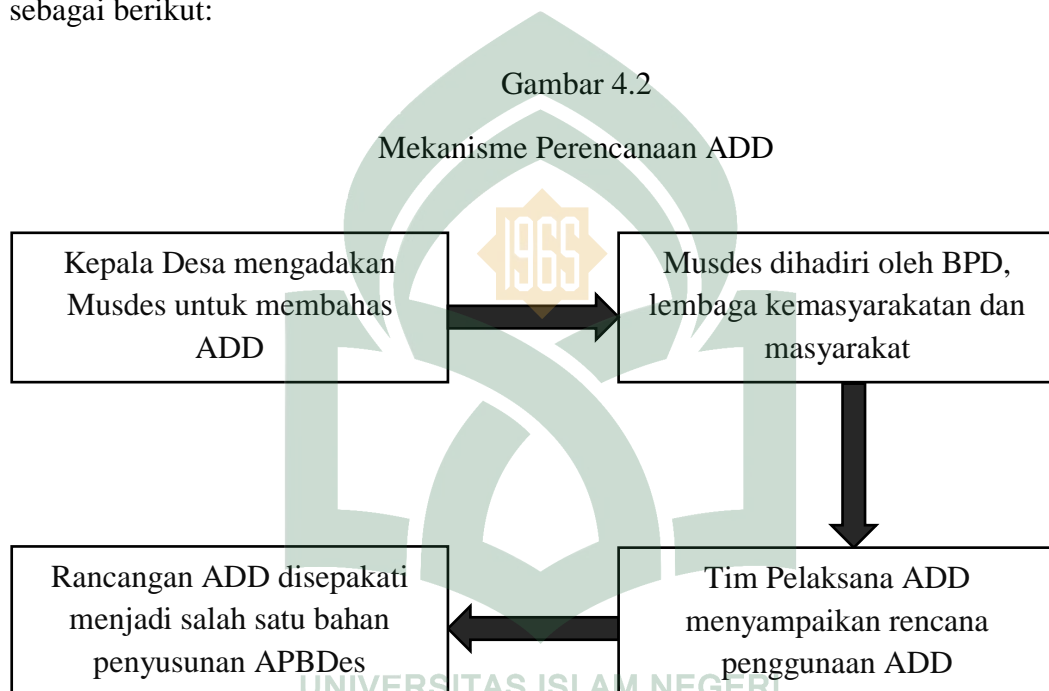 sebagai berikut:
Gambar 4.2
Mekanisme Perencanaan ADD
1965
Kepala Desa mengadakan
Musdes untuk membahas
ADD
Musdes dihadiri oleh BPD,
lembaga kemasyarakatan dan
masyarakat
Tim Pelaksana ADD
menyampaikan rencana
penggunaan ADD
Rancangan ADD disepakati
menjadi salah satu bahan
penyusunan APBDes
UNIVERSITAS ISLAM NEGERI